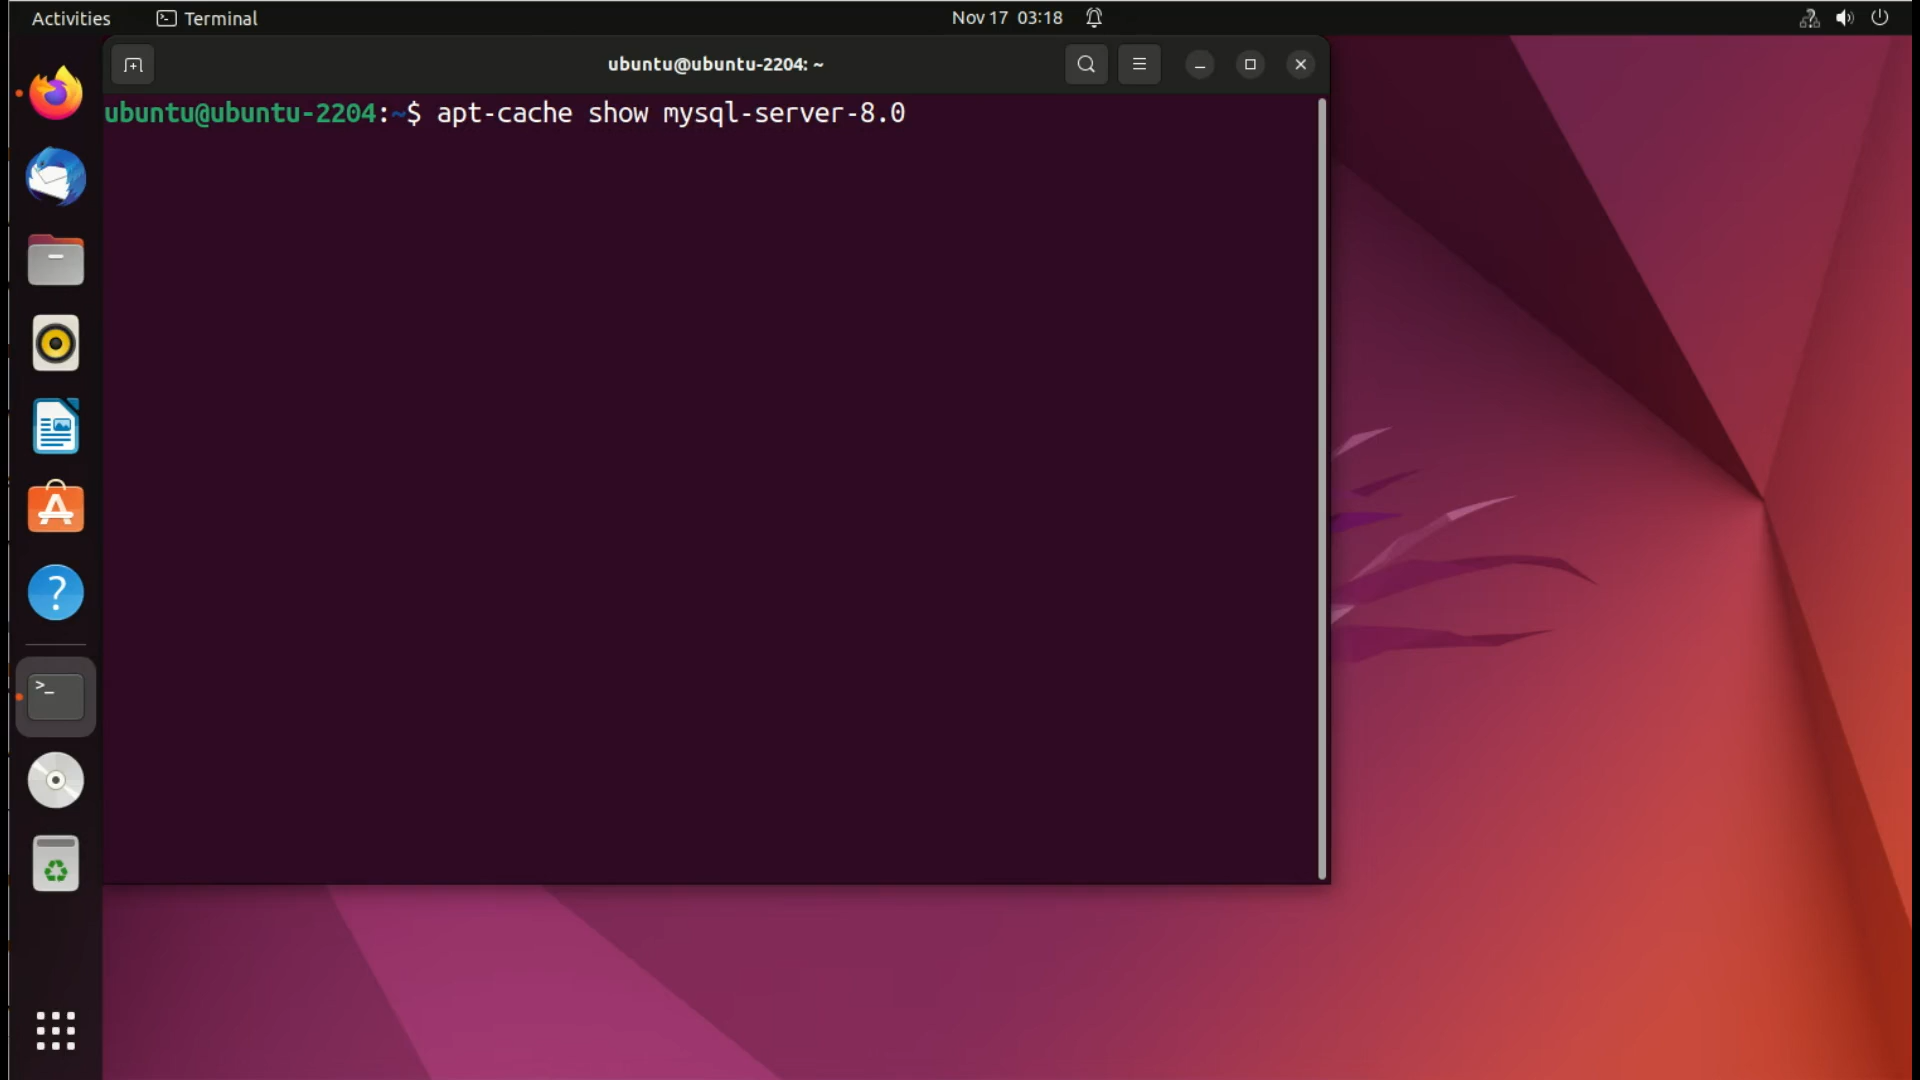 Activities
Terminal
Nov 17 03:18
ubuntu@ubuntu-2204: ~
ubuntu@ubuntu-2204:~$ apt-cache show mysql-server-8.0